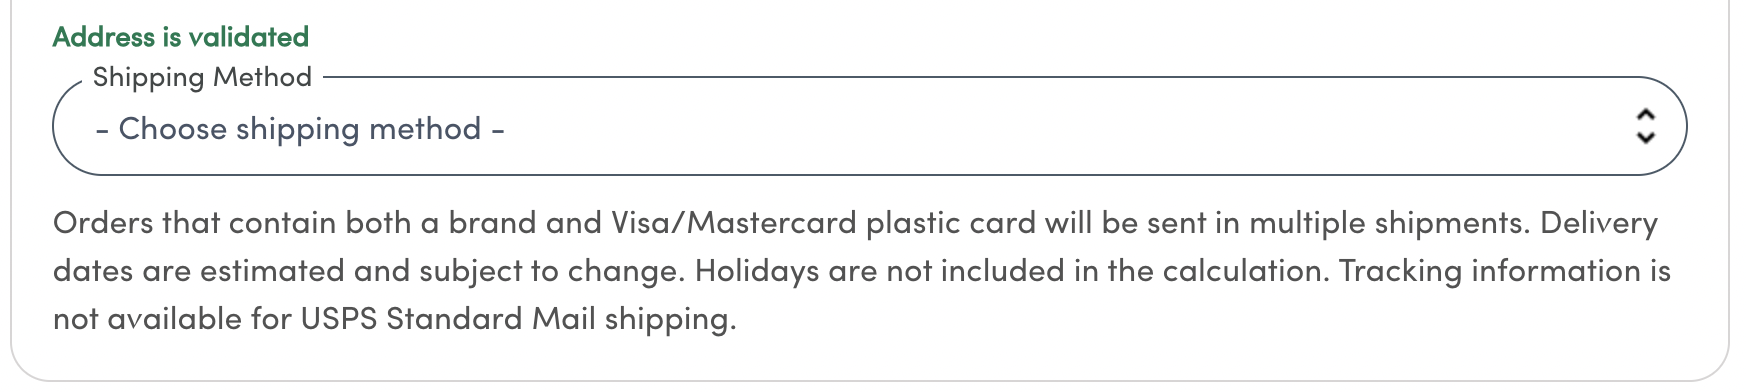 Address is validated
Shipping Method
- Choose shipping method -
Orders that contain both a brand and Visa/Mastercard plastic card will be sent in multiple shipments. Delivery
dates are estimated and subject to change. Holidays are not included in the calculation. Tracking information is
not available for USPS Standard Mail shipping.